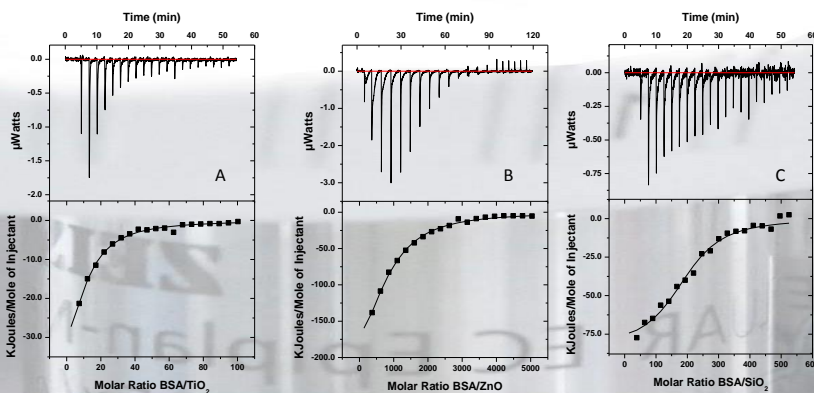 Time (min)
0 10 20 30 40 50 60
0.0
-1.0
-2.0
µWatts
A
0.0
-10.0
-20.0
-30.0
KJoules/Mole of Injectant
0 20 40 60 80 100
Molar Ratio BSA/TiO₂
Time (min)
0 30 60 90 120
0.0
-1.0
-2.0
-3.0
µWatts
B
0.0
-50.0
-100.0
-150.0
-200.0
KJoules/Mole of Injectant
0 1000 2000 3000 4000 5000
Molar Ratio BSA/ZnO
Time (min)
0 10 20 30 40 50
0.00
-0.25
-0.50
-0.75
µWatts
C
0.00
-25.0
-50.0
-75.0
KJoules/Mole of Injectant
0 100 200 300 400 500
Molar Ratio BSA/SiO₂